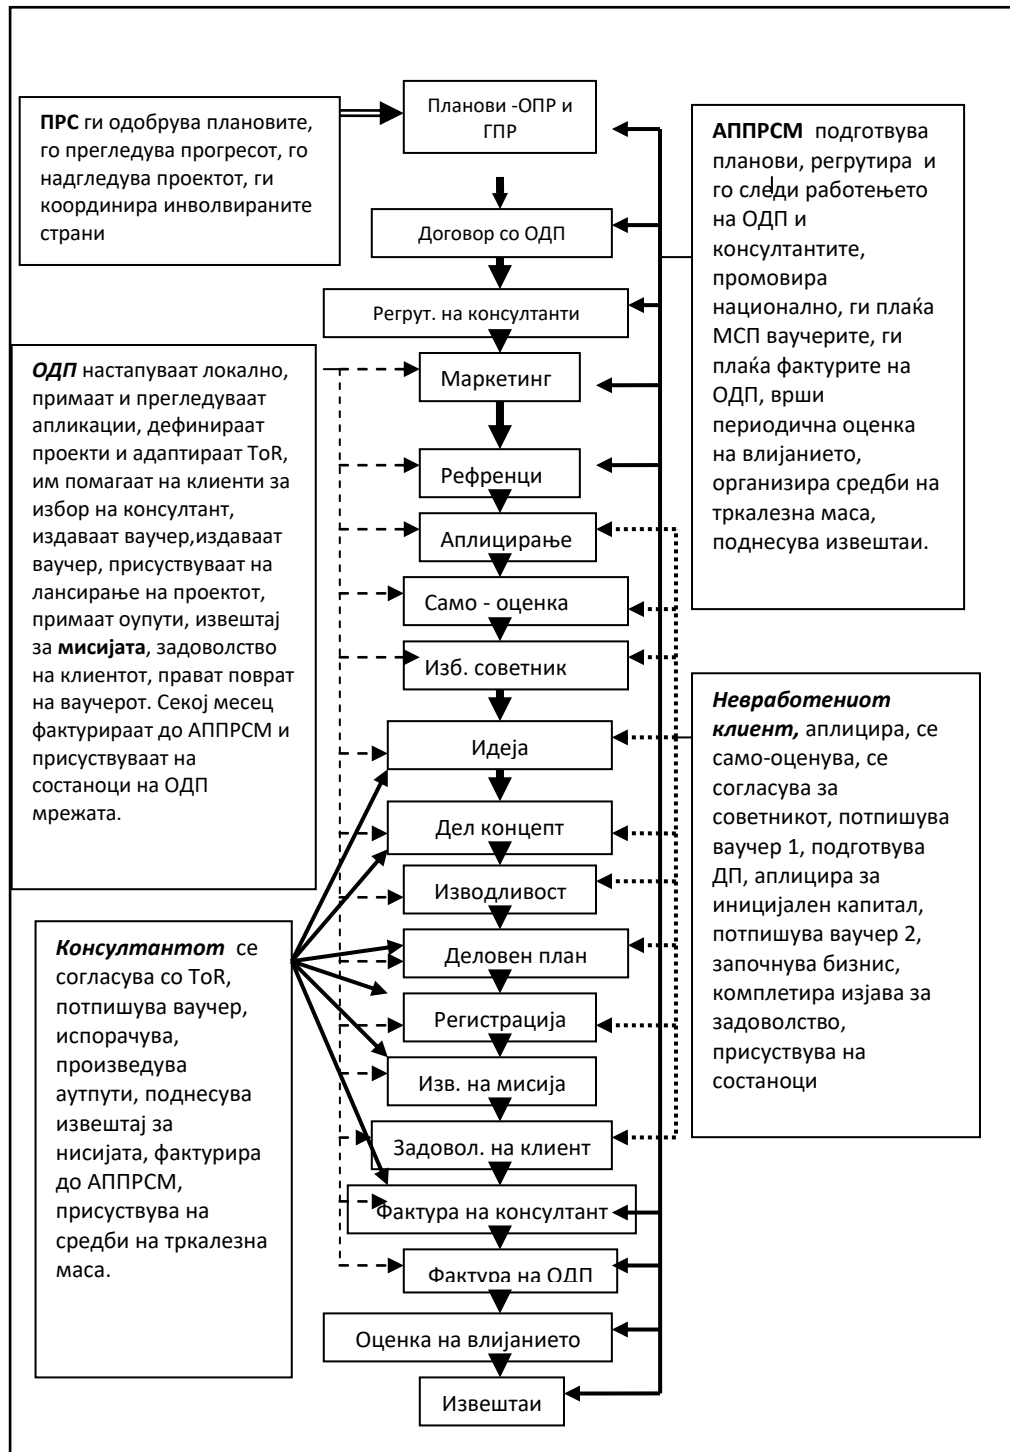 Планови -ОПР и
ГПР
ПРС ги одобрува плановите,
го прегледува прогресот, го
надгледува проектот, ги
координира инволвираните
страни
АППРСМ подготвува
планови, регрутира и
го следи работењето
на ОДП и
консултантите,
промовира
национално, ги плаќа
МСП ваучерите, ги
плаќа фактурите на
ОДП, врши
периодична оценка
на влијанието,
организира средби на
тркалезна маса,
поднесува извештаи.
Договор со ОДП
Регрут. на консултанти
ОДП настапуваат локално,
примаат и прегледуваат
апликации, дефинираат
проекти и адаптираат ToR,
им помагаат на клиенти за
избор на консултант,
издаваат ваучер,издаваат
ваучер, присуствуваат на
лансирање на проектот,
примаат оупути, извештај
за мисијата, задоволство
на клиентот, прават поврат
на ваучерот. Секој месец
фактурираат до АППРСМ и
присуствуваат на
состаноци на ОДП
мрежата.
Маркетинг
Рефренци
Аплицирање
Само - оценка
Изб. советник
Идеја
Дел концепт
Изводливост
Деловен план
Регистрација
Изв. на мисија
Задовол. на клиент
Фактура на консултант
Фактура на ОДП
Оценка на влијанието
Извештаи
Невработениот
клиент, аплицира, се
само-оценува, се
согласува за
советникот, потпишува
ваучер 1, подготвува
ДП, аплицира за
иницијален капитал,
потпишува ваучер 2,
започнува бизнис,
комплетира изјава за
задоволство,
присуствува на
состаноци
Консултантот се
согласува со ToR,
потпишува ваучер,
испорачува,
произведува
аутпути, поднесува
извештај за
нисијата, фактурира
до АППРСМ,
присуствува на
средби на тркалезна
маса.